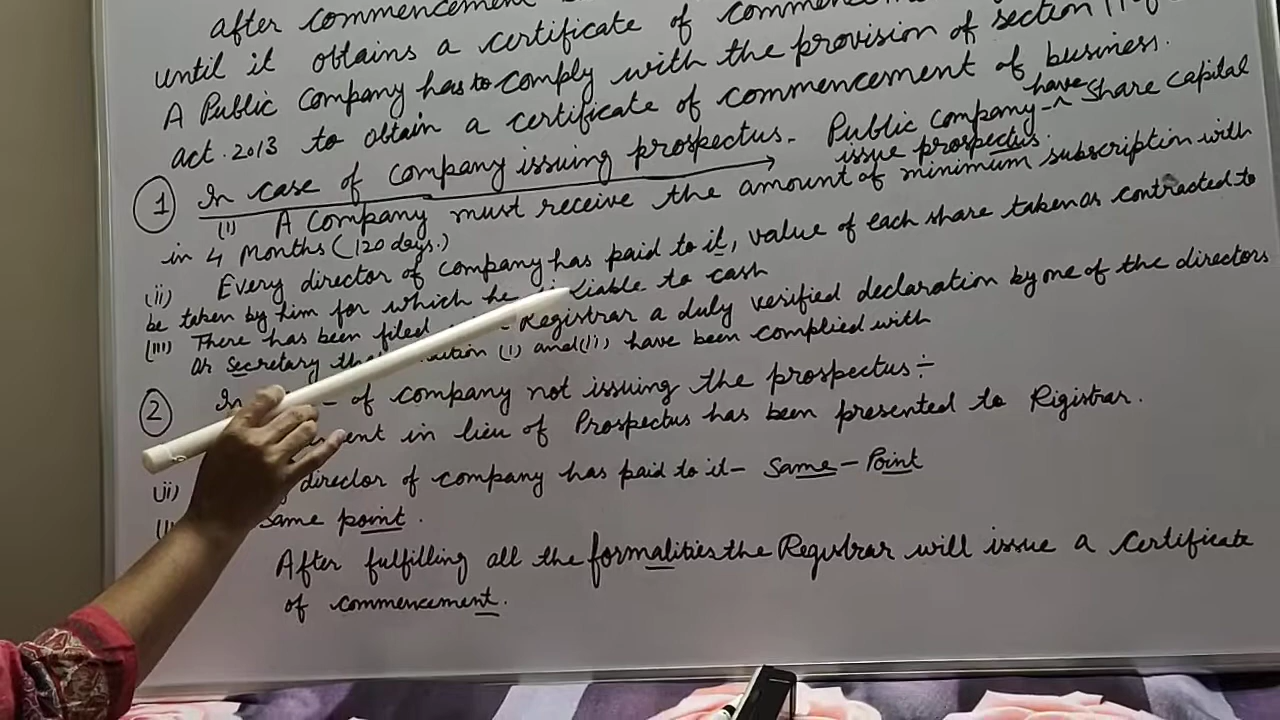 after commencement
until it obtains a certificate of
A Public Company has to comply with the provision of section
act. 2013 to obtain a certificate of commencement of business.
① In case of company issuing prospectus. Public company - ^ have Share Capital
issue prospectus
(i) A Company must receive the amount of minimum subscription with
in 4 Months (120 days.)
(ii) Every director of company has paid to it, value of each share taken or contracted to
be taken by him for which he liable to cash
(iii) There has been filed Registrar a duly verified declaration by one of the directors
or Secretary (i) and (ii) have been complied with
② In of company not issuing the prospectus ÷
in lieu of Prospectus has been presented to Rigistrar.
director of company has paid to it - Same - Point
Same point.
After fulfilling all the formalities the Registrar will issue a certificate
of commencement.